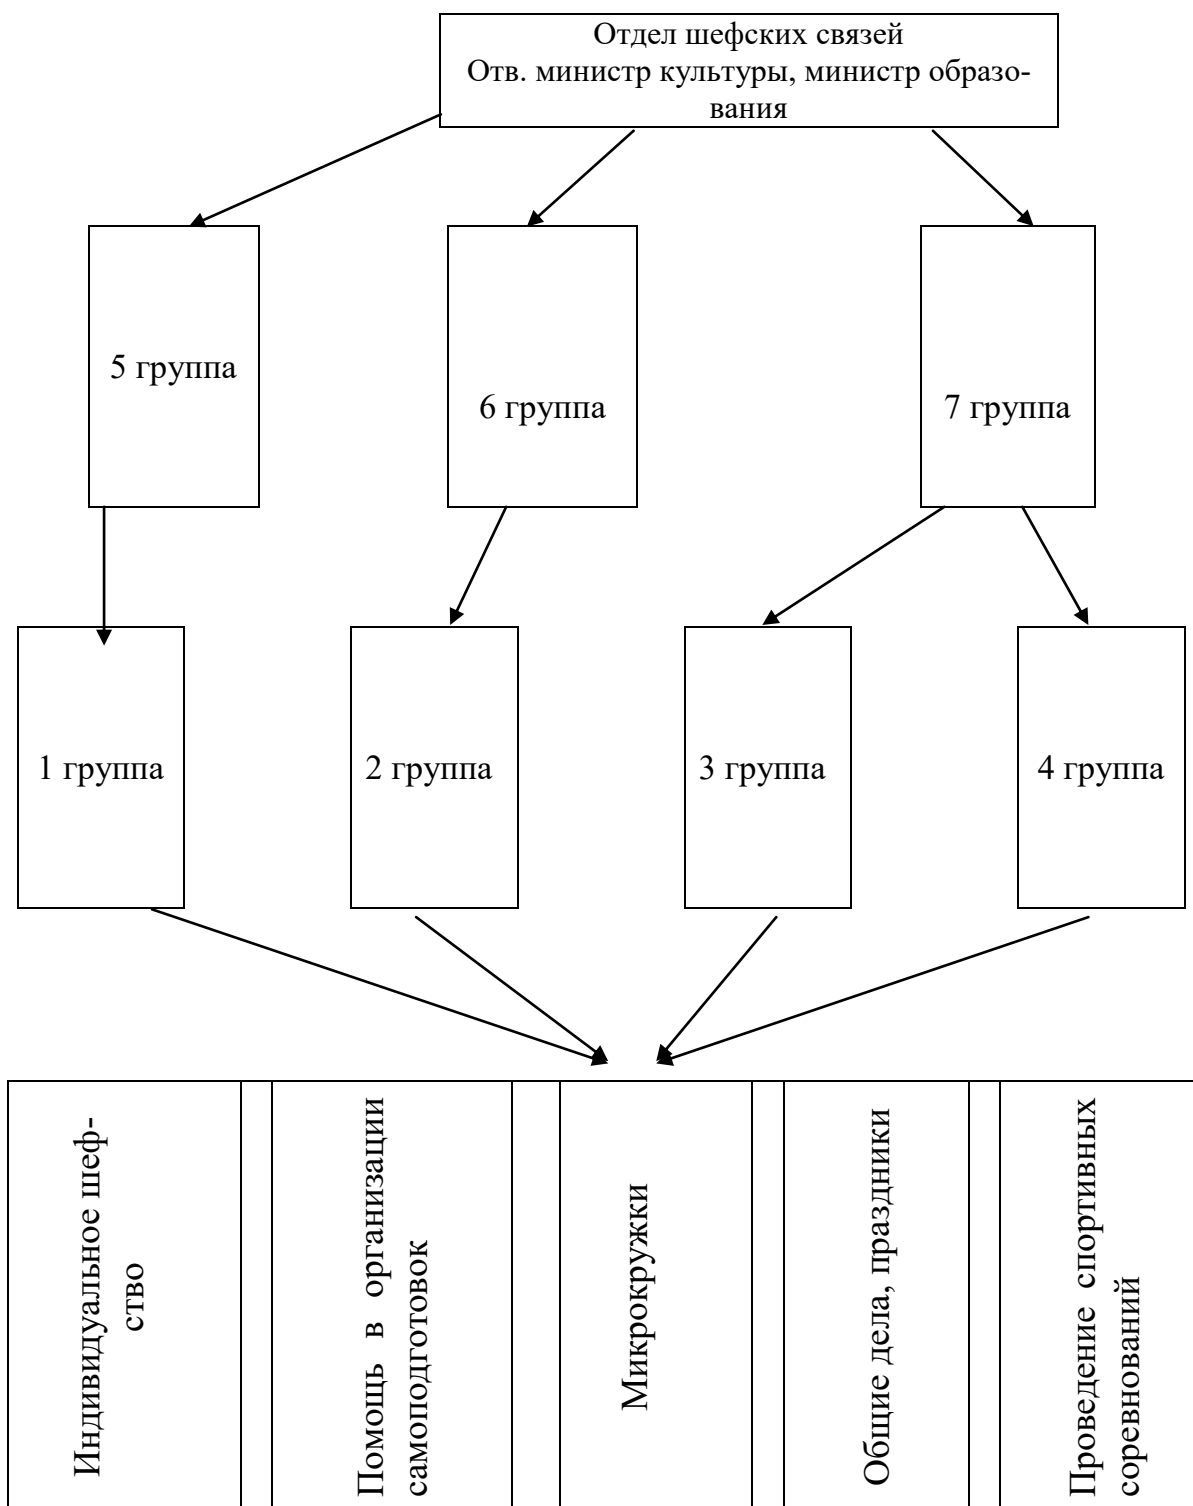 Отдел шефских связей
Отв. министр культуры, министр образо-
вания
5 группа
6 группа
7 группа
1 группа
2 группа
3 группа
4 группа
Индивидуальное шеф-
ство
Помощь в организации
самоподготовок
Микрокружки
Общие дела, праздники
Проведение спортивных
соревнований